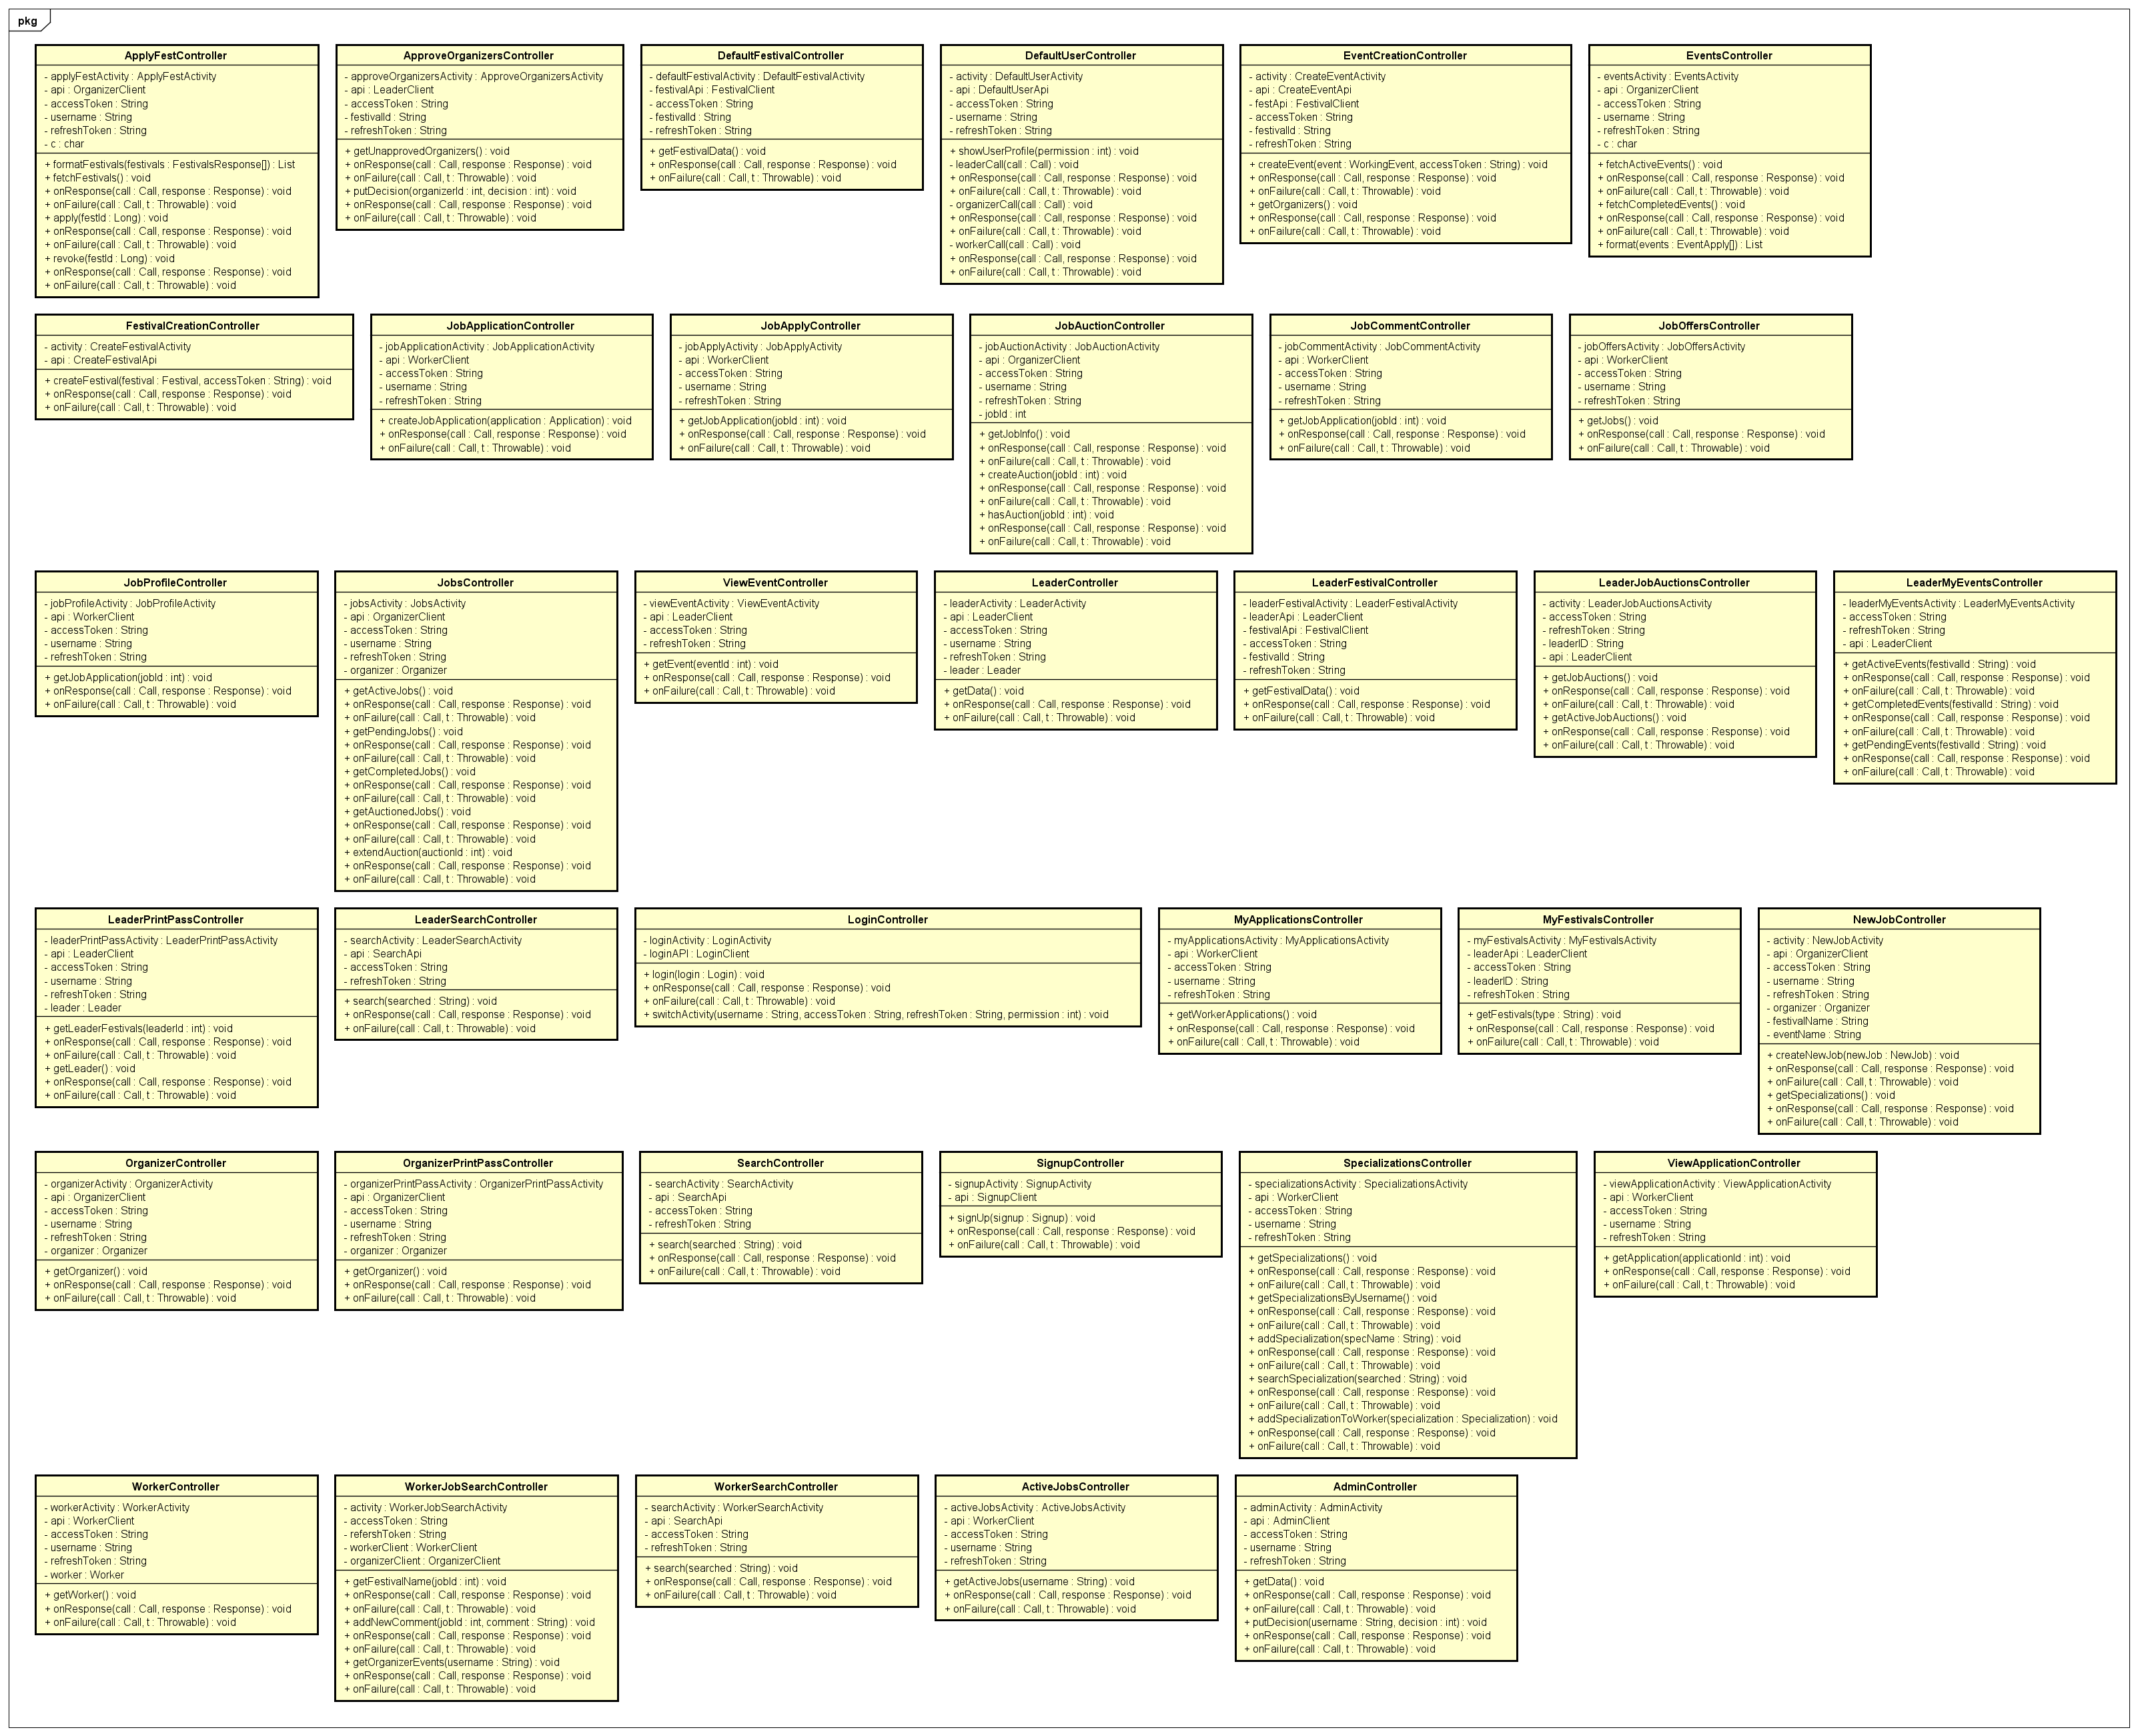 pkg
ApplyFestController
- applyFestActivity : ApplyFestActivity
- api : OrganizerClient
- accessToken : String
- username : String
- refreshToken : String
- c : char
+ formatFestivals(festivals : FestivalsResponse[]) : List
+ fetchFestivals() : void
+ onResponse(call : Call, response : Response) : void
+ onFailure(call : Call, t : Throwable) : void
+ apply(festId : Long) : void
+ onResponse(call : Call, response : Response) : void
+ onFailure(call : Call, t : Throwable) : void
+ revoke(festId : Long) : void
+ onResponse(call : Call, response : Response) : void
+ onFailure(call : Call, t : Throwable) : void
ApproveOrganizersController
- approveOrganizersActivity : ApproveOrganizersActivity
- api : LeaderClient
- accessToken : String
- festivalId : String
- refreshToken : String
+ getUnapprovedOrganizers() : void
+ onResponse(call : Call, response : Response) : void
+ onFailure(call : Call, t : Throwable) : void
+ putDecision(organizerId : int, decision : int) : void
+ onResponse(call : Call, response : Response) : void
+ onFailure(call : Call, t : Throwable) : void
DefaultFestivalController
- defaultFestivalActivity : DefaultFestivalActivity
- festivalApi : FestivalClient
- accessToken : String
- festivalId : String
- refreshToken : String
+ getFestivalData() : void
+ onResponse(call : Call, response : Response) : void
+ onFailure(call : Call, t : Throwable) : void
DefaultUserController
- activity : DefaultUserActivity
- api : DefaultUserApi
- accessToken : String
- username : String
- refreshToken : String
+ showUserProfile(permission : int) : void
- leaderCall(call : Call) : void
+ onResponse(call : Call, response : Response) : void
+ onFailure(call : Call, t : Throwable) : void
- organizerCall(call : Call) : void
+ onResponse(call : Call, response : Response) : void
+ onFailure(call : Call, t : Throwable) : void
- workerCall(call : Call) : void
+ onResponse(call : Call, response : Response) : void
+ onFailure(call : Call, t : Throwable) : void
EventCreationController
- activity : CreateEventActivity
- api : CreateEventApi
- festApi : FestivalClient
- accessToken : String
- festivalId : String
- refreshToken : String
+ createEvent(event : WorkingEvent, accessToken : String) : void
+ onResponse(call : Call, response : Response) : void
+ onFailure(call : Call, t : Throwable) : void
+ getOrganizers() : void
+ onResponse(call : Call, response : Response) : void
+ onFailure(call : Call, t : Throwable) : void
EventsController
- eventsActivity : EventsActivity
- api : OrganizerClient
- accessToken : String
- username : String
- refreshToken : String
- c : char
+ fetchActiveEvents() : void
+ onResponse(call : Call, response : Response) : void
+ onFailure(call : Call, t : Throwable) : void
+ fetchCompletedEvents() : void
+ onResponse(call : Call, response : Response) : void
+ onFailure(call : Call, t : Throwable) : void
+ format(events : EventApply[]) : List
FestivalCreationController
- activity : CreateFestivalActivity
- api : CreateFestivalApi
+ createFestival(festival : Festival, accessToken : String) : void
+ onResponse(call : Call, response : Response) : void
+ onFailure(call : Call, t : Throwable) : void
JobApplicationController
- jobApplicationActivity : JobApplicationActivity
- api : WorkerClient
- accessToken : String
- username : String
- refreshToken : String
+ createJobApplication(application : Application) : void
+ onResponse(call : Call, response : Response) : void
+ onFailure(call : Call, t : Throwable) : void
JobApplyController
- jobApplyActivity : JobApplyActivity
- api : WorkerClient
- accessToken : String
- username : String
- refreshToken : String
+ getJobApplication(jobId : int) : void
+ onResponse(call : Call, response : Response) : void
+ onFailure(call : Call, t : Throwable) : void
JobAuctionController
- jobAuctionActivity : JobAuctionActivity
- api : OrganizerClient
- accessToken : String
- username : String
- refreshToken : String
- jobId : int
+ getJobInfo() : void
+ onResponse(call : Call, response : Response) : void
+ onFailure(call : Call, t : Throwable) : void
+ createAuction(jobId : int) : void
+ onResponse(call : Call, response : Response) : void
+ onFailure(call : Call, t : Throwable) : void
+ hasAuction(jobId : int) : void
+ onResponse(call : Call, response : Response) : void
+ onFailure(call : Call, t : Throwable) : void
JobCommentController
- jobCommentActivity : JobCommentActivity
- api : WorkerClient
- accessToken : String
- username : String
- refreshToken : String
+ getJobApplication(jobId : int) : void
+ onResponse(call : Call, response : Response) : void
+ onFailure(call : Call, t : Throwable) : void
JobOffersController
- jobOffersActivity : JobOffersActivity
- api : WorkerClient
- accessToken : String
- username : String
- refreshToken : String
+ getJobs() : void
+ onResponse(call : Call, response : Response) : void
+ onFailure(call : Call, t : Throwable) : void
JobProfileController
- jobProfileActivity : JobProfileActivity
- api : WorkerClient
- accessToken : String
- username : String
- refreshToken : String
+ getJobApplication(jobId : int) : void
+ onResponse(call : Call, response : Response) : void
+ onFailure(call : Call, t : Throwable) : void
JobsController
- jobsActivity : JobsActivity
- api : OrganizerClient
- accessToken : String
- username : String
- refreshToken : String
- organizer : Organizer
+ getActiveJobs() : void
+ onResponse(call : Call, response : Response) : void
+ onFailure(call : Call, t : Throwable) : void
+ getPendingJobs() : void
+ onResponse(call : Call, response : Response) : void
+ onFailure(call : Call, t : Throwable) : void
+ getCompletedJobs() : void
+ onResponse(call : Call, response : Response) : void
+ onFailure(call : Call, t : Throwable) : void
+ getAuctionedJobs() : void
+ onResponse(call : Call, response : Response) : void
+ onFailure(call : Call, t : Throwable) : void
+ extendAuction(auctionId : int) : void
+ onResponse(call : Call, response : Response) : void
+ onFailure(call : Call, t : Throwable) : void
ViewEventController
- viewEventActivity : ViewEventActivity
- api : LeaderClient
- accessToken : String
- refreshToken : String
+ getEvent(eventId : int) : void
+ onResponse(call : Call, response : Response) : void
+ onFailure(call : Call, t : Throwable) : void
LeaderController
- leaderActivity : LeaderActivity
- api : LeaderClient
- accessToken : String
- username : String
- refreshToken : String
- leader : Leader
+ getData() : void
+ onResponse(call : Call, response : Response) : void
+ onFailure(call : Call, t : Throwable) : void
LeaderFestivalController
- leaderFestivalActivity : LeaderFestivalActivity
- leaderApi : LeaderClient
- festivalApi : FestivalClient
- accessToken : String
- festivalId : String
- refreshToken : String
+ getFestivalData() : void
+ onResponse(call : Call, response : Response) : void
+ onFailure(call : Call, t : Throwable) : void
LeaderJobAuctionsController
- activity : LeaderJobAuctionsActivity
- accessToken : String
- refreshToken : String
- leaderID : String
- api : LeaderClient
+ getJobAuctions() : void
+ onResponse(call : Call, response : Response) : void
+ onFailure(call : Call, t : Throwable) : void
+ getActiveJobAuctions() : void
+ onResponse(call : Call, response : Response) : void
+ onFailure(call : Call, t : Throwable) : void
LeaderMyEventsController
- leaderMyEventsActivity : LeaderMyEventsActivity
- accessToken : String
- refreshToken : String
- api : LeaderClient
+ getActiveEvents(festivalId : String) : void
+ onResponse(call : Call, response : Response) : void
+ onFailure(call : Call, t : Throwable) : void
+ getCompletedEvents(festivalId : String) : void
+ onResponse(call : Call, response : Response) : void
+ onFailure(call : Call, t : Throwable) : void
+ getPendingEvents(festivalId : String) : void
+ onResponse(call : Call, response : Response) : void
+ onFailure(call : Call, t : Throwable) : void
LeaderPrintPassController
- leaderPrintPassActivity : LeaderPrintPassActivity
- api : LeaderClient
- accessToken : String
- username : String
- refreshToken : String
- leader : Leader
+ getLeaderFestivals(leaderId : int) : void
+ onResponse(call : Call, response : Response) : void
+ onFailure(call : Call, t : Throwable) : void
+ getLeader() : void
+ onResponse(call : Call, response : Response) : void
+ onFailure(call : Call, t : Throwable) : void
LeaderSearchController
- searchActivity : LeaderSearchActivity
- api : SearchApi
- accessToken : String
- refreshToken : String
+ search(searched : String) : void
+ onResponse(call : Call, response : Response) : void
+ onFailure(call : Call, t : Throwable) : void
LoginController
- loginActivity : LoginActivity
- loginAPI : LoginClient
+ login(login : Login) : void
+ onResponse(call : Call, response : Response) : void
+ onFailure(call : Call, t : Throwable) : void
+ switchActivity(username : String, accessToken : String, refreshToken : String, permission : int) : void
MyApplicationsController
- myApplicationsActivity : MyApplicationsActivity
- api : WorkerClient
- accessToken : String
- username : String
- refreshToken : String
+ getWorkerApplications() : void
+ onResponse(call : Call, response : Response) : void
+ onFailure(call : Call, t : Throwable) : void
MyFestivalsController
- myFestivalsActivity : MyFestivalsActivity
- leaderApi : LeaderClient
- accessToken : String
- leaderID : String
- refreshToken : String
+ getFestivals(type : String) : void
+ onResponse(call : Call, response : Response) : void
+ onFailure(call : Call, t : Throwable) : void
NewJobController
- activity : NewJobActivity
- api : OrganizerClient
- accessToken : String
- username : String
- refreshToken : String
- organizer : Organizer
- festivalName : String
- eventName : String
+ createNewJob(newJob : NewJob) : void
+ onResponse(call : Call, response : Response) : void
+ onFailure(call : Call, t : Throwable) : void
+ getSpecializations() : void
+ onResponse(call : Call, response : Response) : void
+ onFailure(call : Call, t : Throwable) : void
OrganizerController
- organizerActivity : OrganizerActivity
- api : OrganizerClient
- accessToken : String
- username : String
- refreshToken : String
- organizer : Organizer
+ getOrganizer() : void
+ onResponse(call : Call, response : Response) : void
+ onFailure(call : Call, t : Throwable) : void
OrganizerPrintPassController
- organizerPrintPassActivity : OrganizerPrintPassActivity
- api : OrganizerClient
- accessToken : String
- username : String
- refreshToken : String
- organizer : Organizer
+ getOrganizer() : void
+ onResponse(call : Call, response : Response) : void
+ onFailure(call : Call, t : Throwable) : void
SearchController
- searchActivity : SearchActivity
- api : SearchApi
- accessToken : String
- refreshToken : String
+ search(searched : String) : void
+ onResponse(call : Call, response : Response) : void
+ onFailure(call : Call, t : Throwable) : void
SignupController
- signupActivity : SignupActivity
- api : SignupClient
+ signUp(signup : Signup) : void
+ onResponse(call : Call, response : Response) : void
+ onFailure(call : Call, t : Throwable) : void
SpecializationsController
- specializationsActivity : SpecializationsActivity
- api : WorkerClient
- accessToken : String
- username : String
- refreshToken : String
+ getSpecializations() : void
+ onResponse(call : Call, response : Response) : void
+ onFailure(call : Call, t : Throwable) : void
+ getSpecializationsByUsername() : void
+ onResponse(call : Call, response : Response) : void
+ onFailure(call : Call, t : Throwable) : void
+ addSpecialization(specName : String) : void
+ onResponse(call : Call, response : Response) : void
+ onFailure(call : Call, t : Throwable) : void
+ searchSpecialization(searched : String) : void
+ onResponse(call : Call, response : Response) : void
+ onFailure(call : Call, t : Throwable) : void
+ addSpecializationToWorker(specialization : Specialization) : void
+ onResponse(call : Call, response : Response) : void
+ onFailure(call : Call, t : Throwable) : void
ViewApplicationController
- viewApplicationActivity : ViewApplicationActivity
- api : WorkerClient
- accessToken : String
- username : String
- refreshToken : String
+ getApplication(applicationId : int) : void
+ onResponse(call : Call, response : Response) : void
+ onFailure(call : Call, t : Throwable) : void
WorkerController
- workerActivity : WorkerActivity
- api : WorkerClient
- accessToken : String
- username : String
- refreshToken : String
- worker : Worker
+ getWorker() : void
+ onResponse(call : Call, response : Response) : void
+ onFailure(call : Call, t : Throwable) : void
WorkerJobSearchController
- activity : WorkerJobSearchActivity
- accessToken : String
- refershToken : String
- workerClient : WorkerClient
- organizerClient : OrganizerClient
+ getFestivalName(jobId : int) : void
+ onResponse(call : Call, response : Response) : void
+ onFailure(call : Call, t : Throwable) : void
+ addNewComment(jobId : int, comment : String) : void
+ onResponse(call : Call, response : Response) : void
+ onFailure(call : Call, t : Throwable) : void
+ getOrganizerEvents(username : String) : void
+ onResponse(call : Call, response : Response) : void
+ onFailure(call : Call, t : Throwable) : void
WorkerSearchController
- searchActivity : WorkerSearchActivity
- api : SearchApi
- accessToken : String
- refreshToken : String
+ search(searched : String) : void
+ onResponse(call : Call, response : Response) : void
+ onFailure(call : Call, t : Throwable) : void
ActiveJobsController
- activeJobsActivity : ActiveJobsActivity
- api : WorkerClient
- accessToken : String
- username : String
- refreshToken : String
+ getActiveJobs(username : String) : void
+ onResponse(call : Call, response : Response) : void
+ onFailure(call : Call, t : Throwable) : void
AdminController
- adminActivity : AdminActivity
- api : AdminClient
- accessToken : String
- username : String
- refreshToken : String
+ getData() : void
+ onResponse(call : Call, response : Response) : void
+ onFailure(call : Call, t : Throwable) : void
+ putDecision(username : String, decision : int) : void
+ onResponse(call : Call, response : Response) : void
+ onFailure(call : Call, t : Throwable) : void